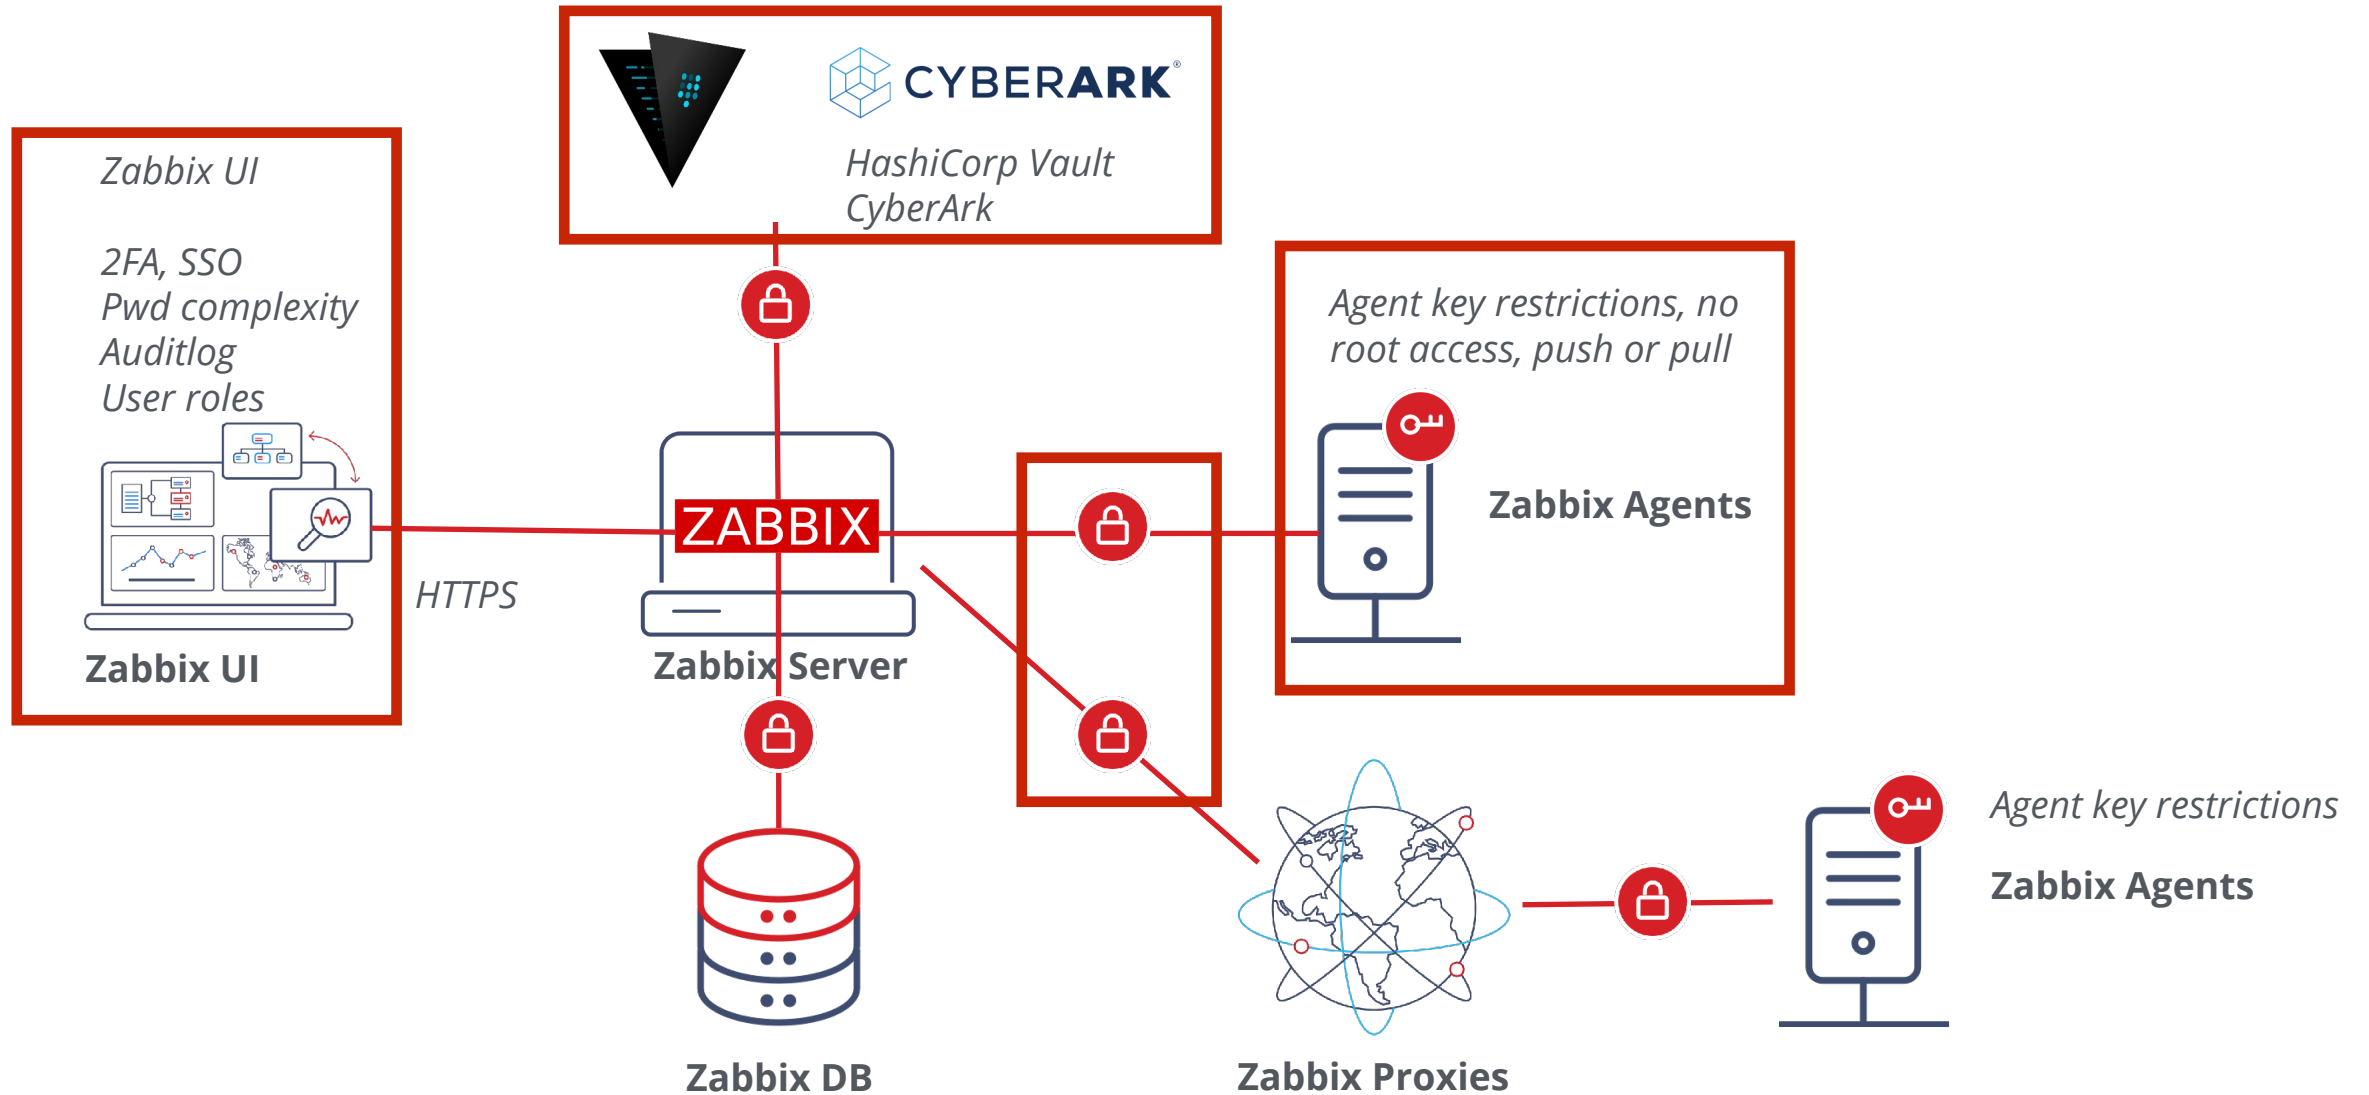 CYBERARK®
HashiCorp Vault
CyberArk
Zabbix UI
2FA, SSO
Pwd complexity
Auditlog
User roles
Zabbix UI
HTTPS
ZABBIX
Zabbix Server
Agent key restrictions, no
root access, push or pull
Zabbix Agents
Zabbix DB
Zabbix Proxies
Agent key restrictions
Zabbix Agents